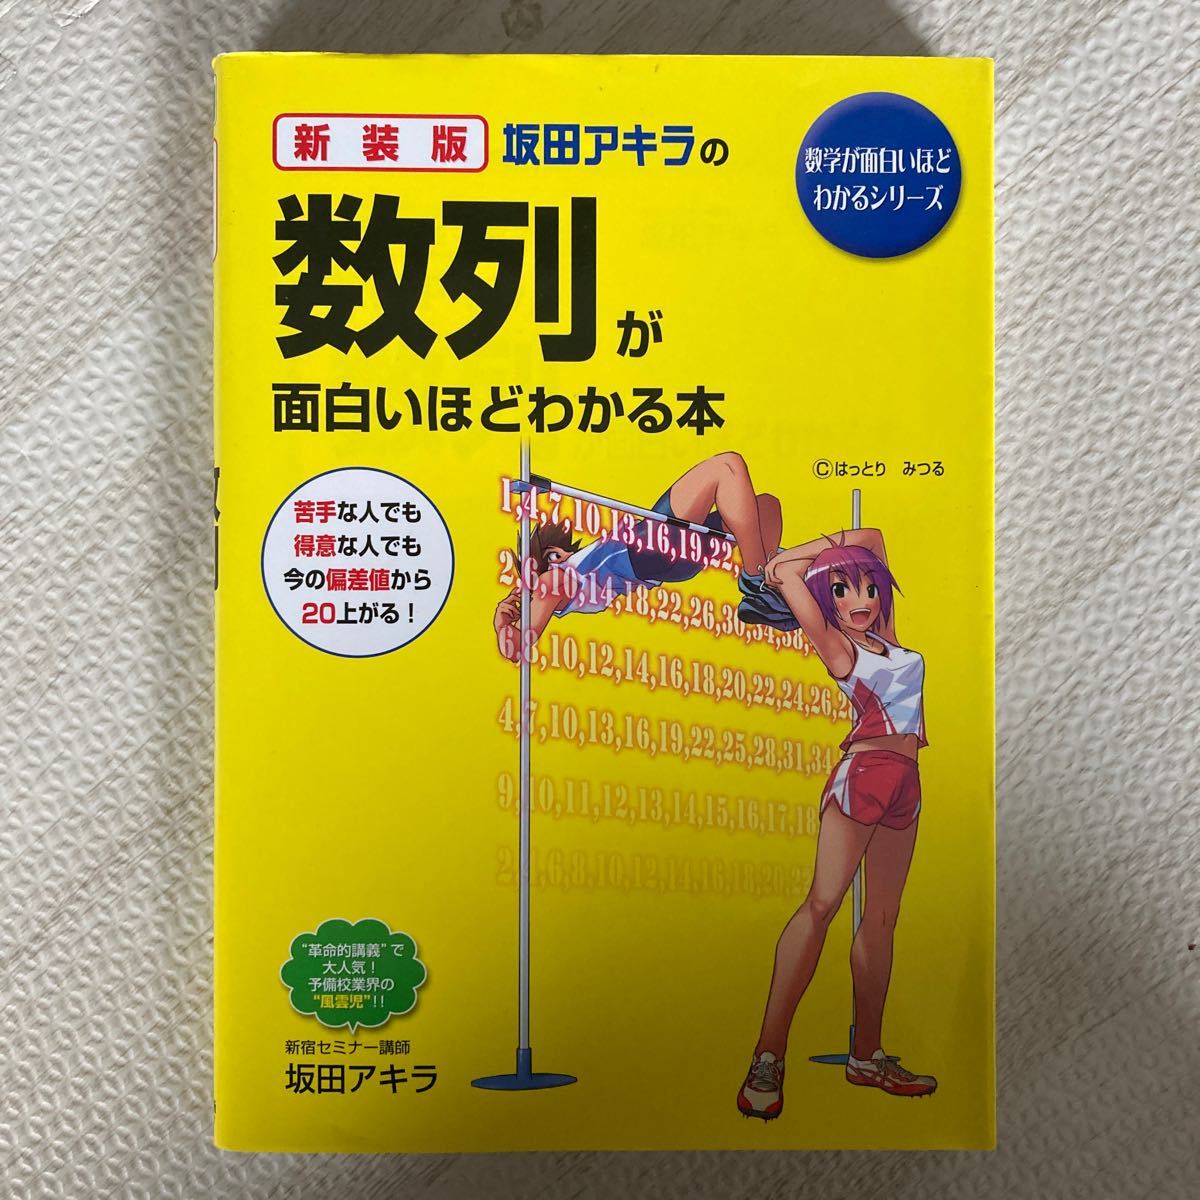 新装版 坂田アキラの
数学が面白いほど
わかるシリーズ
数列が
面白いほどわかる本
Ⓒはっとり みつる
苦手な人でも
得意な人でも
今の偏差値から
20上がる！
1,4,7,10,13,16,19,22,
2,6,10,14,18,22,26,30,34,38,
6,8,10,12,14,16,18,20,22,24,26,28
4,7,10,13,16,19,22,25,28,31,34
9,10,11,12,13,14,15,16,17,18
2,4,6,8,10,12,14,16,18,20,22
“革命的講義”で
大人気！
予備校業界の
“風雲児”!!
新宿セミナー講師
坂田アキラ